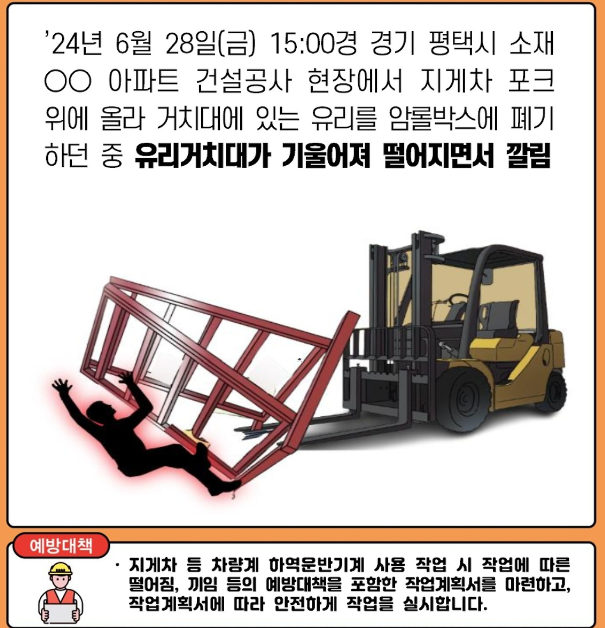 ’24년 6월 28일(금) 15:00경 경기 평택시 소재
○○ 아파트 건설공사 현장에서 지게차 포크
위에 올라 거치대에 있는 유리를 암롤박스에 폐기
하던 중 유리거치대가 기울어져 떨어지면서 깔림
예방대책
· 지게차 등 차량계 하역운반기계 사용 작업 시 작업에 따른
떨어짐, 끼임 등의 예방대책을 포함한 작업계획서를 마련하고,
작업계획서에 따라 안전하게 작업을 실시합니다.